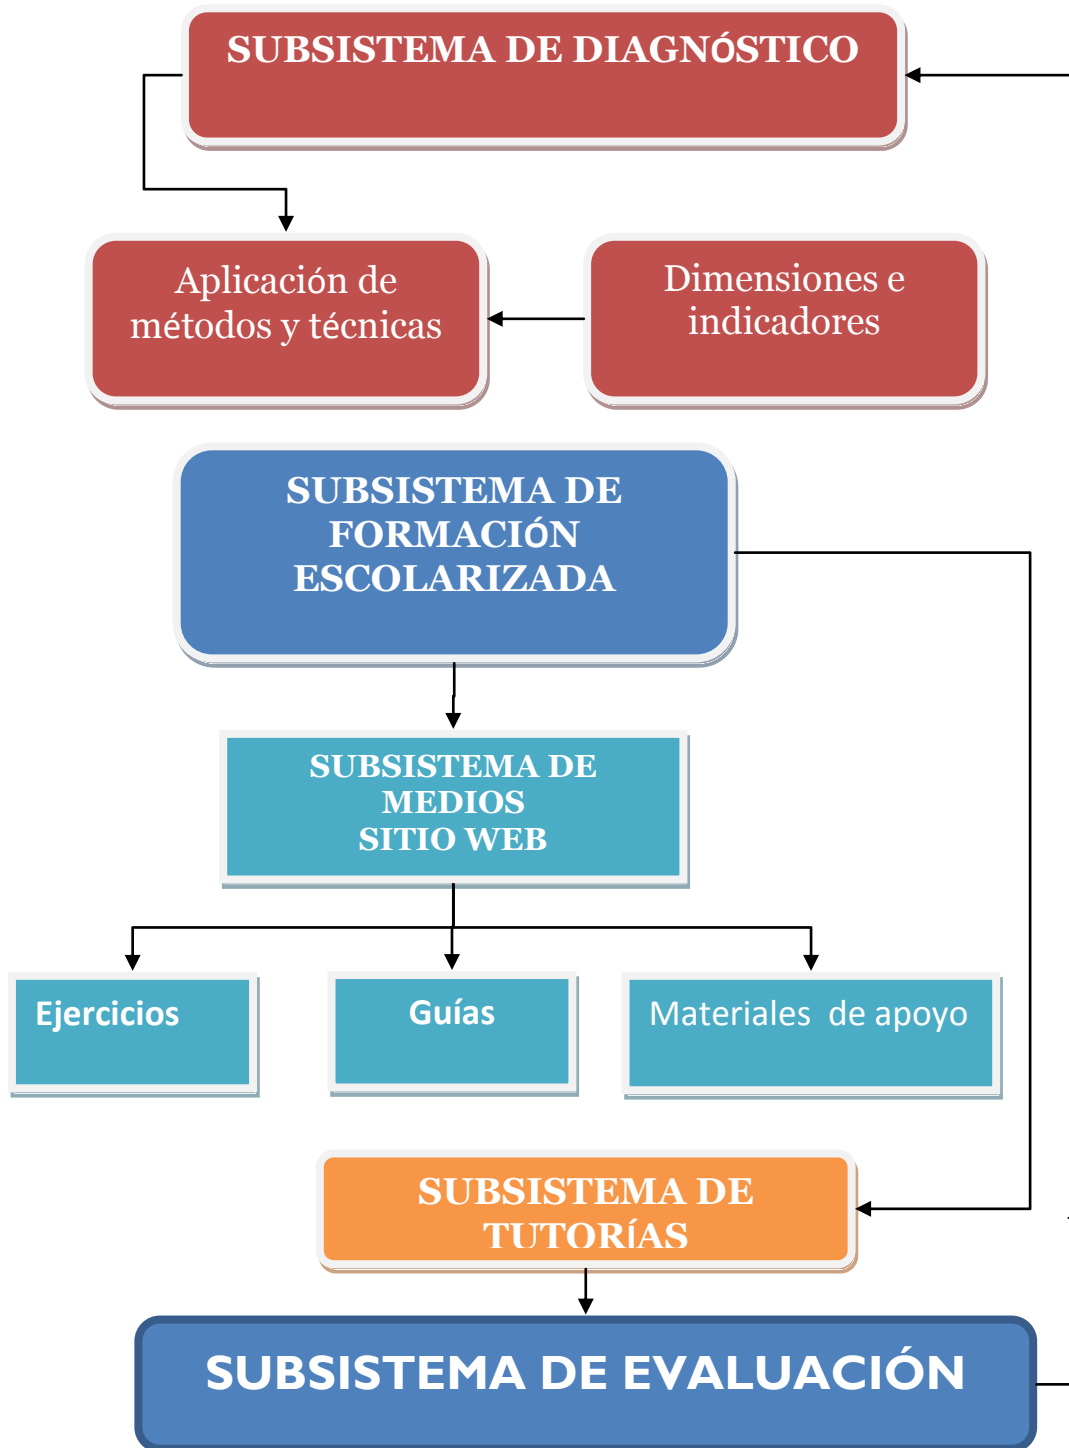 SUBSISTEMA DE DIAGNÓSTICO
Aplicación de
métodos y técnicas
Dimensiones e
indicadores
SUBSISTEMA DE
FORMACIÓN
ESCOLARIZADA
SUBSISTEMA DE
MEDIOS
SITIO WEB
Ejercicios
Guías
Materiales de apoyo
SUBSISTEMA DE
TUTORÍAS
SUBSISTEMA DE EVALUACIÓN